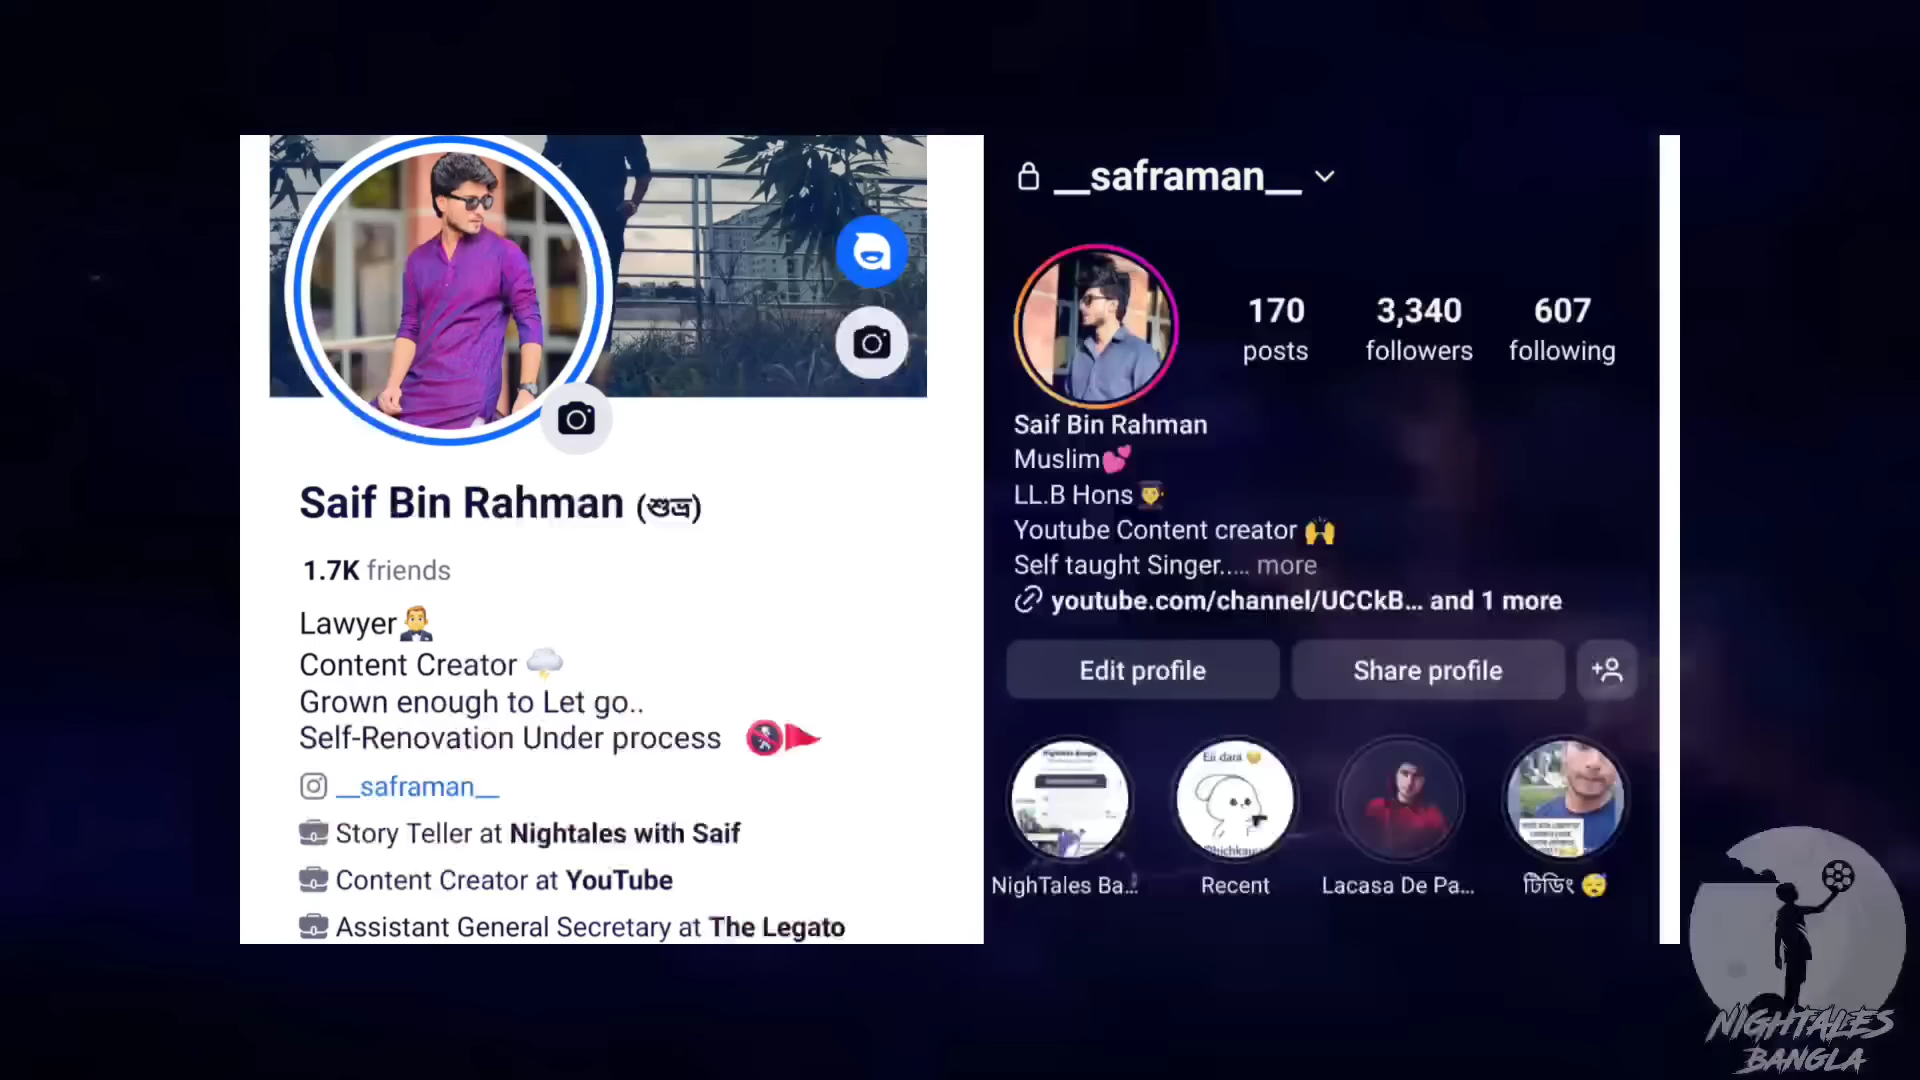 Saif Bin Rahman (শুভ্র)
1.7K friends
Lawyer🤵
Content Creator 🌩️
Grown enough to Let go..
Self-Renovation Under process 🚷🚩
__saframan__
Story Teller at Nightales with Saif
Content Creator at YouTube
Assistant General Secretary at The Legato
__saframan__
170 3,340 607
posts followers following
Saif Bin Rahman
Muslim💕
LL.B Hons👨‍🎓
Youtube Content creator 🙌
Self taught Singer..... more
youtube.com/channel/UCCkB... and 1 more
Edit profile Share profile
Eii dara
NighTales Ba... Recent Lacasa De Pa... টিডিং 😴
NIGHTALES
BANGLA